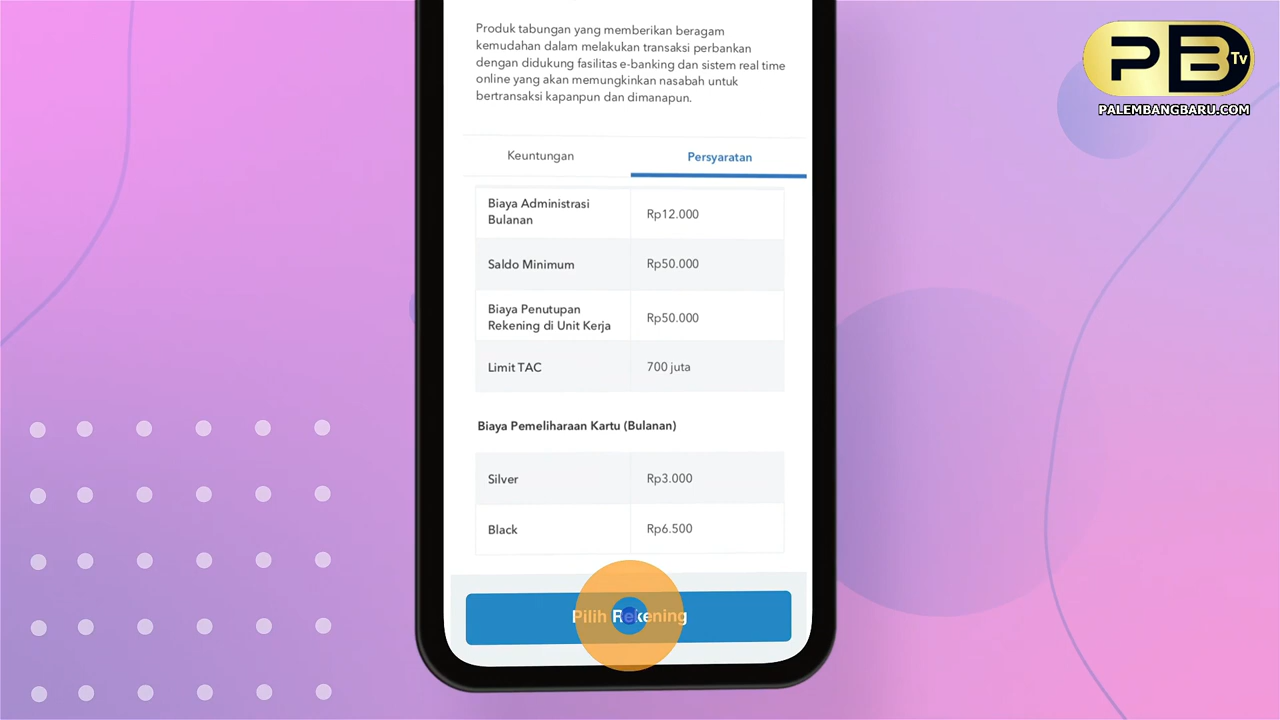 Produk tabungan yang memberikan beragam
kemudahan dalam melakukan transaksi perbankan
dengan didukung fasilitas e-banking dan sistem real time
online yang akan memungkinkan nasabah untuk
bertransaksi kapanpun dan dimanapun.
PB Tv
PALEMBANGBARU.COM
Keuntungan Persyaratan
Biaya Administrasi
Bulanan
Rp12.000
Saldo Minimum Rp50.000
Biaya Penutupan
Rekening di Unit Kerja
Rp50.000
Limit TAC 700 juta
Biaya Pemeliharaan Kartu (Bulanan)
Silver Rp3.000
Black Rp6.500
Pilih Rekening